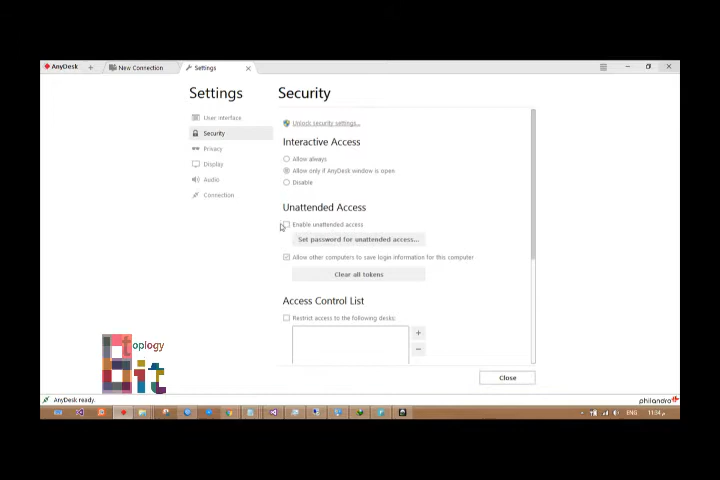 AnyDesk
New Connection
Settings
Settings
User interface
Security
Privacy
Display
Audio
Connection
Security
Unlock security settings...
Interactive Access
Allow always
Allow only if AnyDesk window is open
Disable
Unattended Access
Enable unattended access
Set password for unattended access...
Allow other computers to save login information for this computer
Clear all tokens
Access Control List
Restrict access to the following desks:
Close
toplogy
Bit
AnyDesk ready.
philandro
ENG